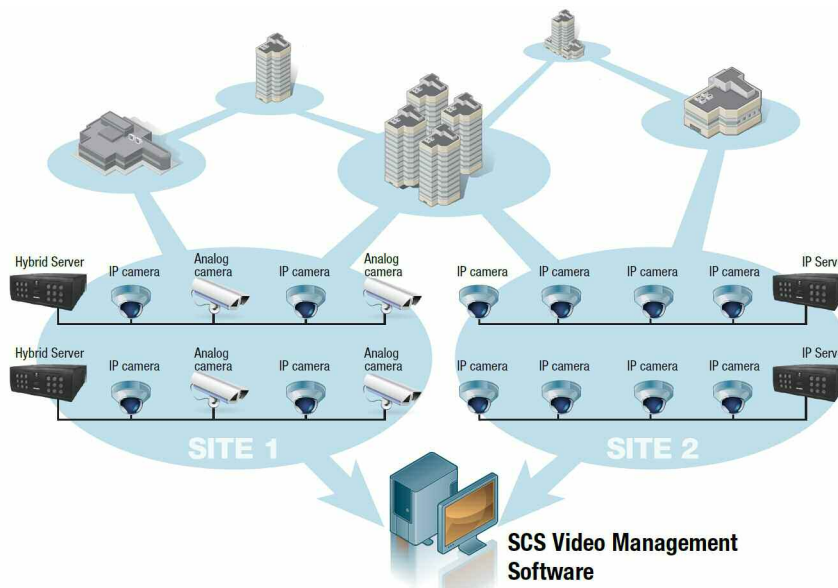 Hybrid Server
IP camera
Analog
camera
IP camera
Analog
camera
IP camera
IP camera
IP camera
IP camera
IP Serv
Hybrid Server
IP camera
Analog
camera
IP camera
Analog
camera
IP camera
IP camera
IP camera
IP camera
IP Serv
SITE 1
SITE 2
SCS Video Management
Software